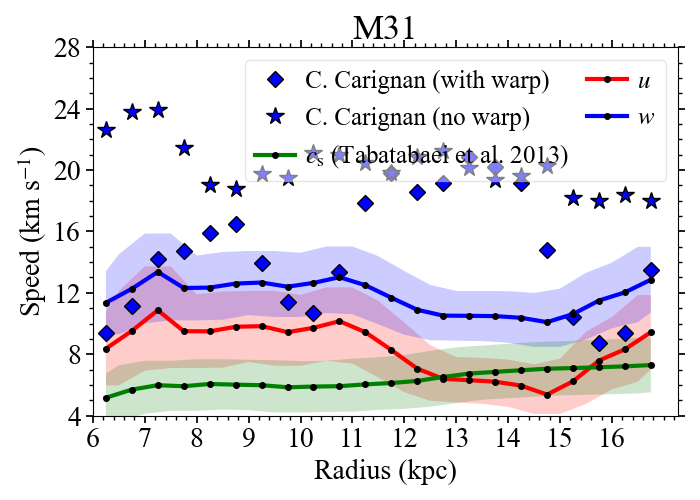 M31
C. Carignan (with warp)
C. Carignan (no warp)
cₛ (Tabatabaei et al. 2013)
u
w
28
24
20
16
12
8
4
Speed (km s⁻¹)
6 7 8 9 10 11 12 13 14 15 16
Radius (kpc)